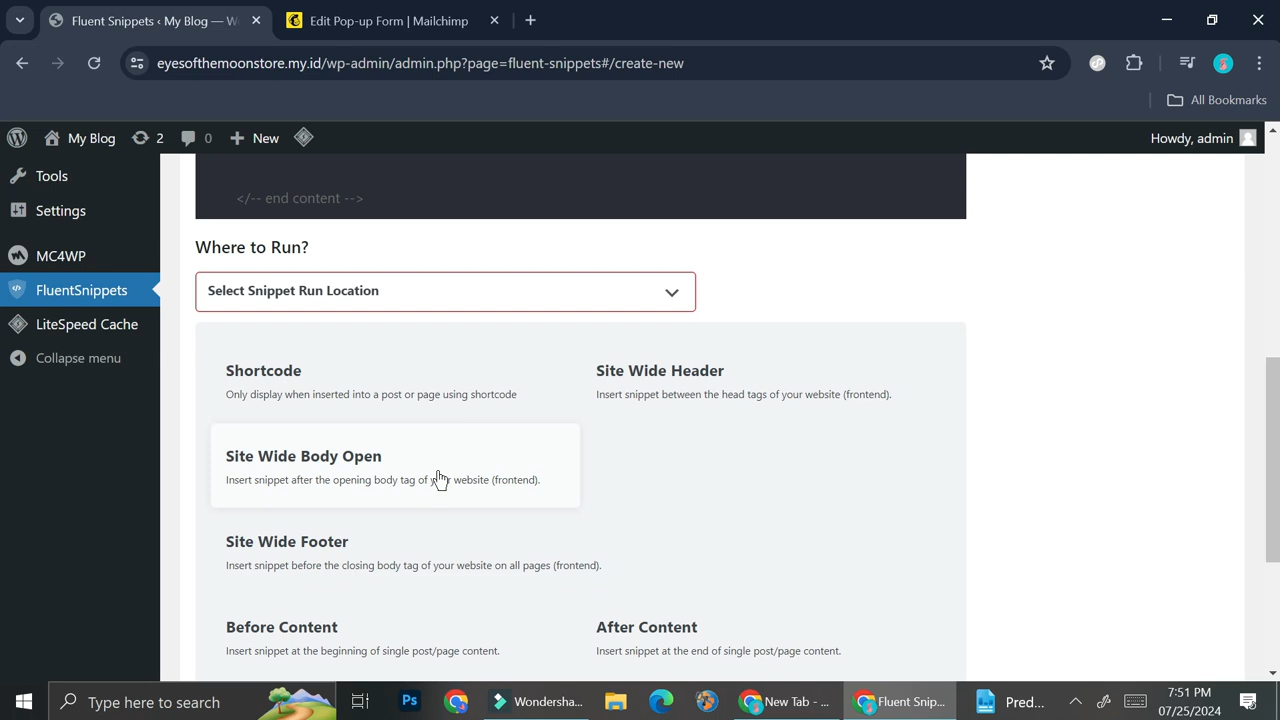 Fluent Snippets ‹ My Blog — W
Edit Pop-up Form | Mailchimp
eyesofthemoonstore.my.id/wp-admin/admin.php?page=fluent-snippets#/create-new
All Bookmarks
My Blog
2
0
New
Howdy, admin
Tools
Settings
MC4WP
FluentSnippets
LiteSpeed Cache
Collapse menu
</-- end content -->
Where to Run?
Select Snippet Run Location
Shortcode
Only display when inserted into a post or page using shortcode
Site Wide Header
Insert snippet between the head tags of your website (frontend).
Site Wide Body Open
Insert snippet after the opening body tag of your website (frontend).
Site Wide Footer
Insert snippet before the closing body tag of your website on all pages (frontend).
Before Content
Insert snippet at the beginning of single post/page content.
After Content
Insert snippet at the end of single post/page content.
Type here to search
Ps
Wondersha...
New Tab - ...
Fluent Snip...
Pred...
7:51 PM
07/25/2024